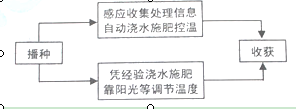 感应收集处理信息
自动浇水施肥控温
播种
收获
凭经验浇水施肥
靠阳光等调节温度